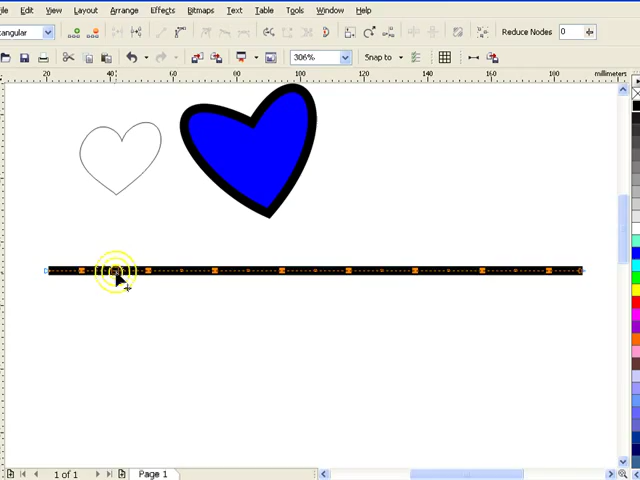 File Edit View Layout Arrange Effects Bitmaps Text Table Tools Window Help
tangular Reduce Nodes 0
306% Snap to
20 40 60 80 100 120 140 160 180 millimeters
1 of 1 Page 1